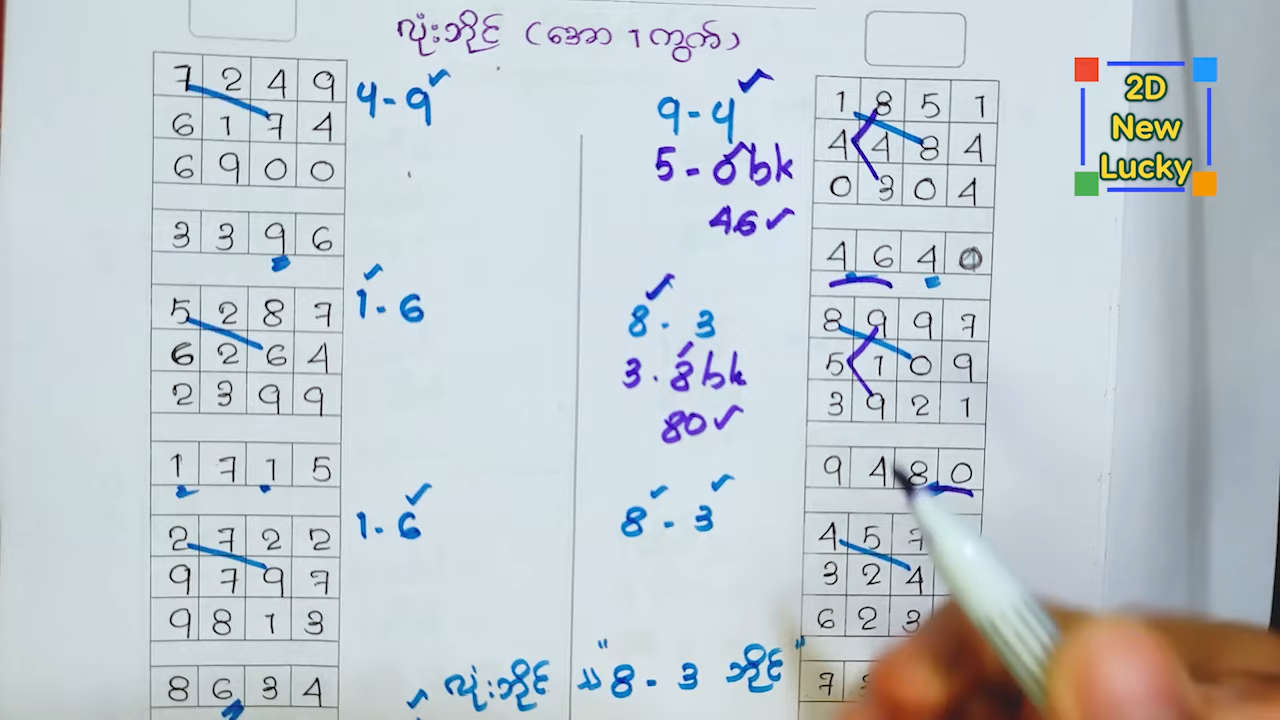 လုံးဘိုင် (အော 1 ကွက်)
7 2 4 9
6 1 7 4
6 9 0 0
3 3 9 6
5 2 8 7
6 2 6 4
2 3 9 9
1 7 1 5
2 7 2 2
9 7 9 7
9 8 1 3
8 6 3 4
4-9
1-6
1-6
9-4
5-0bk
46
8-3
3.8bk
80
8-3
လုံးဘိုင် » "8-3 ဘိုင်"
1 8 5 1
4 4 8 4
0 3 0 4
4 6 4 0
8 9 9 7
5 1 0 9
3 9 2 1
9 4 8 0
4 5 7
3 2 4
6 2 3
7
2D
New
Lucky